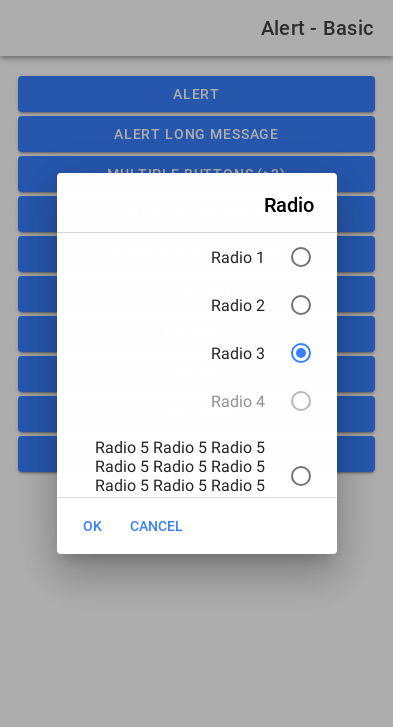 Alert - Basic
ALERT
ALERT LONG MESSAGE
MULTIPLE BUTTONS (>2)
Radio
Radio 1
Radio 2
Radio 3
Radio 4
Radio 5 Radio 5 Radio 5
Radio 5 Radio 5 Radio 5
Radio 5 Radio 5 Radio 5
OK
CANCEL